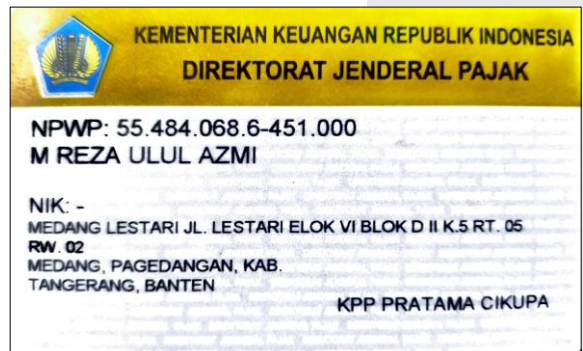 KEMENTERIAN KEUANGAN REPUBLIK INDONESIA
DIREKTORAT JENDERAL PAJAK
NPWP: 55.484.068.6-451.000
M REZA ULUL AZMI
NIK: -
MEDANG LESTARI JL. LESTARI ELOK VI BLOK D II K.5 RT. 05
RW. 02
MEDANG, PAGEDANGAN, KAB.
TANGERANG, BANTEN
KPP PRATAMA CIKUPA